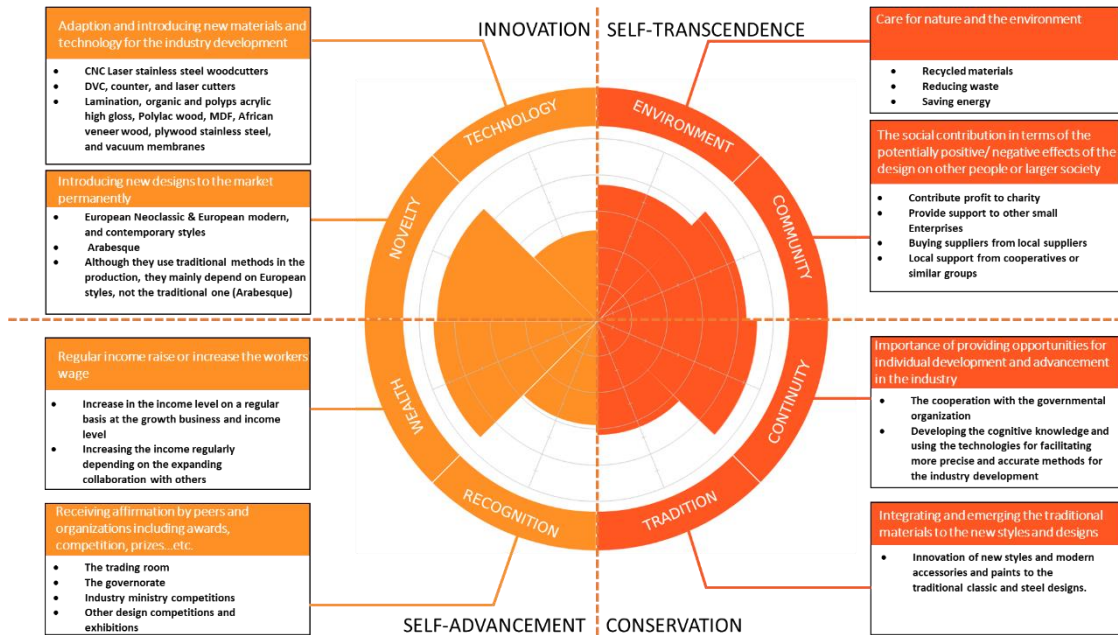 INNOVATION
SELF-TRANSCENDENCE
Adaption and introducing new materials and
technology for the industry development
• CNC Laser stainless steel woodcutters
• DVC, counter, and laser cutters
• Lamination, organic and polyps acrylic
high gloss, Polylac wood, MDF, African
veneer wood, plywood stainless steel,
and vacuum membranes
Introducing new designs to the market
permanently
• European Neoclassic & European modern,
and contemporary styles
• Arabesque
• Although they use traditional methods in the
production, they mainly depend on European
styles, not the traditional one (Arabesque)
Regular income raise or increase the workers
wage
• Increase in the income level on a regular
basis at the growth business and income
level
• Increasing the income regularly
depending on the expanding
collaboration with others
Receiving affirmation by peers and
organizations including awards,
competition, prizes...etc.
• The trading room
• The governorate
• Industry ministry competitions
• Other design competitions and
exhibitions
TECHNOLOGY
NOVELTY
WEALTH
RECOGNITION
ENVIRONMENT
COMMUNITY
CONTINUITY
TRADITION
Care for nature and the environment
• Recycled materials
• Reducing waste
• Saving energy
The social contribution in terms of the
potentially positive/ negative effects of the
design on other people or larger society
• Contribute profit to charity
• Provide support to other small
Enterprises
• Buying suppliers from local suppliers
• Local support from cooperatives or
similar groups
Importance of providing opportunities for
individual development and advancement
in the industry
• The cooperation with the governmental
organization
• Developing the cognitive knowledge and
using the technologies for facilitating
more precise and accurate methods for
the industry development
Integrating and emerging the traditional
materials to the new styles and designs
• Innovation of new styles and modern
accessories and paints to the
traditional classic and steel designs.
SELF-ADVANCEMENT
CONSERVATION